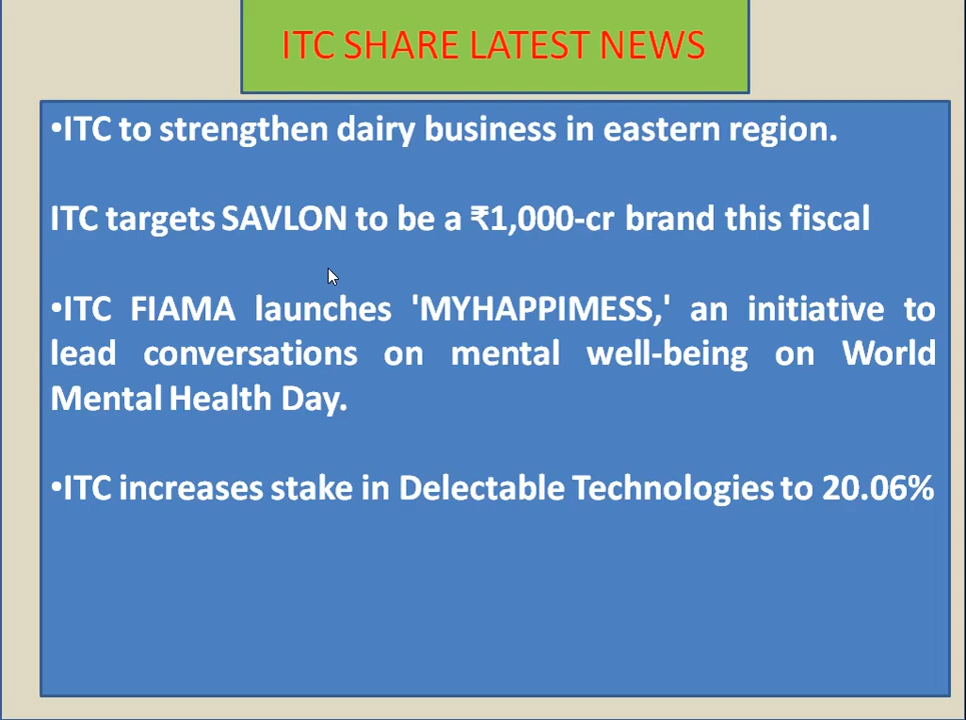 ITC SHARE LATEST NEWS
•ITC to strengthen dairy business in eastern region.
ITC targets SAVLON to be a ₹1,000-cr brand this fiscal
•ITC FIAMA launches 'MYHAPPIMESS,' an initiative to
lead conversations on mental well-being on World
Mental Health Day.
•ITC increases stake in Delectable Technologies to 20.06%